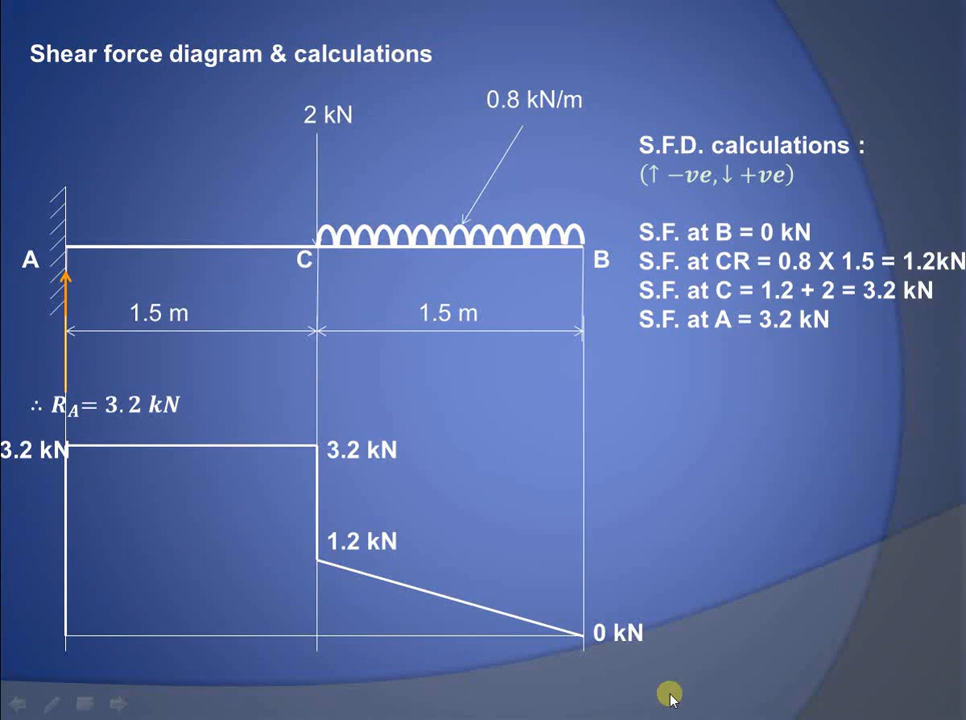 Shear force diagram & calculations
0.8 kN/m
2 kN
S.F.D. calculations :
(↑ −ve,↓ +ve)
S.F. at B = 0 kN
A
C
B
S.F. at CR = 0.8 X 1.5 = 1.2kN
S.F. at C = 1.2 + 2 = 3.2 kN
1.5 m
1.5 m
S.F. at A = 3.2 kN
∴ R_A= 3.2 kN
3.2 kN
3.2 kN
1.2 kN
0 kN